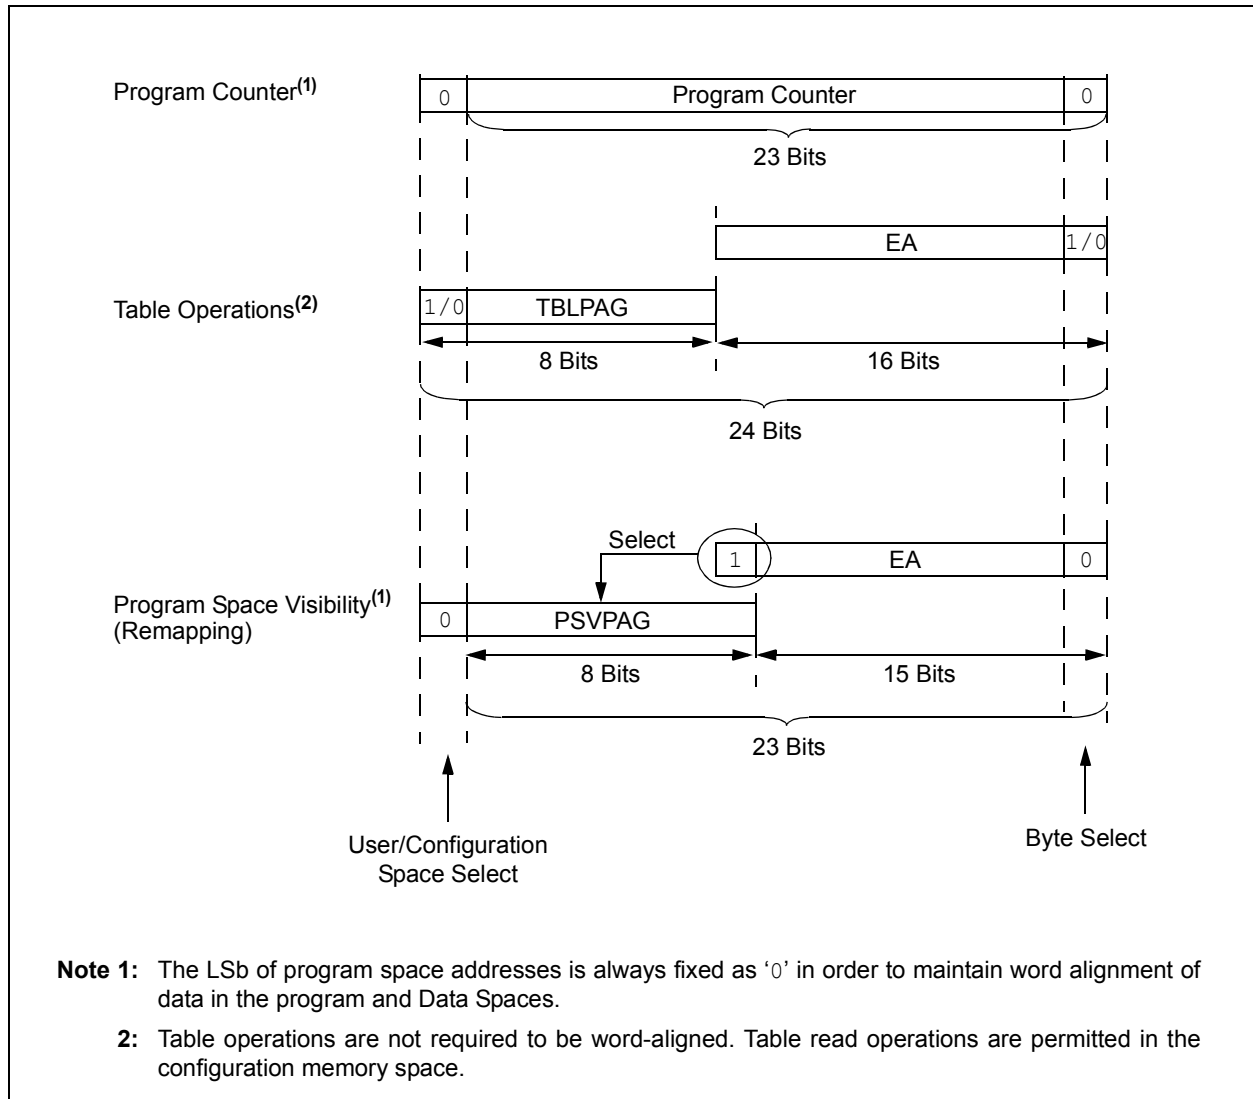 Program Counter(1)
0
Program Counter
0
23 Bits
EA
1/0
Table Operations(2)
1/0
TBLPAG
8 Bits
16 Bits
24 Bits
Select
1
EA
0
Program Space Visibility(1)
(Remapping)
0
PSVPAG
8 Bits
15 Bits
23 Bits
User/Configuration
Space Select
Byte Select
Note 1: The LSb of program space addresses is always fixed as ‘0’ in order to maintain word alignment of
data in the program and Data Spaces.
2: Table operations are not required to be word-aligned. Table read operations are permitted in the
configuration memory space.